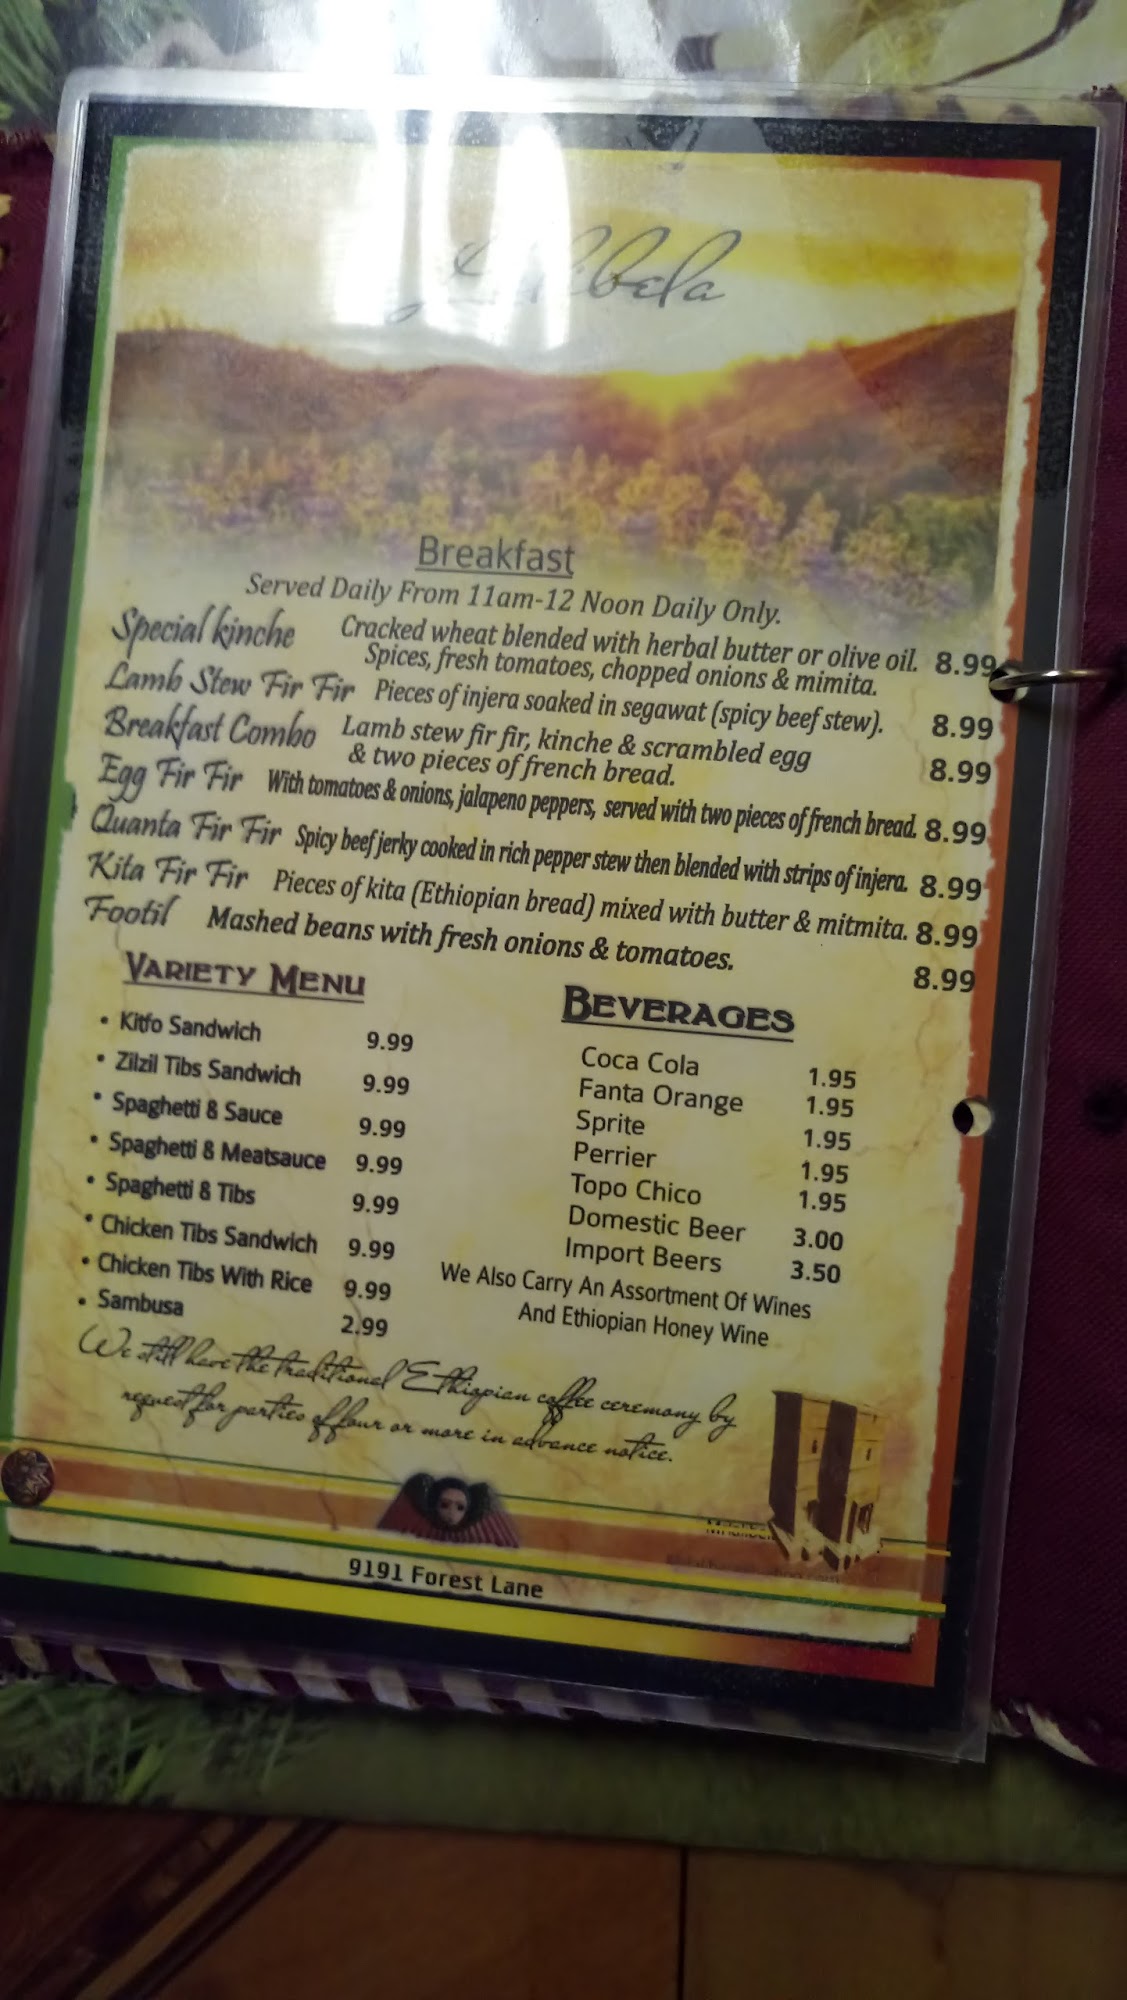 Breakfast
Served Daily From 11am-12 Noon Daily Only.
Special kinche Cracked wheat blended with herbal butter or olive oil. 8.99
Spices, fresh tomatoes, chopped onions & mimita.
Lamb Stew Fir Fir Pieces of injera soaked in segawat (spicy beef stew). 8.99
Breakfast Combo Lamb stew fir fir, kinche & scrambled egg 8.99
& two pieces of french bread.
Egg Fir Fir With tomatoes & onions, jalapeno peppers, served with two pieces of french bread. 8.99
Quanta Fir Fir Spicy beef jerky cooked in rich pepper stew then blended with strips of injera. 8.99
Kita Fir Fir Pieces of kita (Ethiopian bread) mixed with butter & mitmita. 8.99
Footil Mashed beans with fresh onions & tomatoes. 8.99
VARIETY MENU
• Kitfo Sandwich 9.99
• Zilzil Tibs Sandwich 9.99
• Spaghetti & Sauce 9.99
• Spaghetti & Meatsauce 9.99
• Spaghetti & Tibs 9.99
• Chicken Tibs Sandwich 9.99
• Chicken Tibs With Rice 9.99
• Sambusa 2.99
BEVERAGES
Coca Cola 1.95
Fanta Orange 1.95
Sprite 1.95
Perrier 1.95
Topo Chico 1.95
Domestic Beer 3.00
Import Beers 3.50
We Also Carry An Assortment Of Wines
And Ethiopian Honey Wine
We still have the traditional Ethiopian coffee ceremony by
request for parties of four or more in advance notice.
9191 Forest Lane